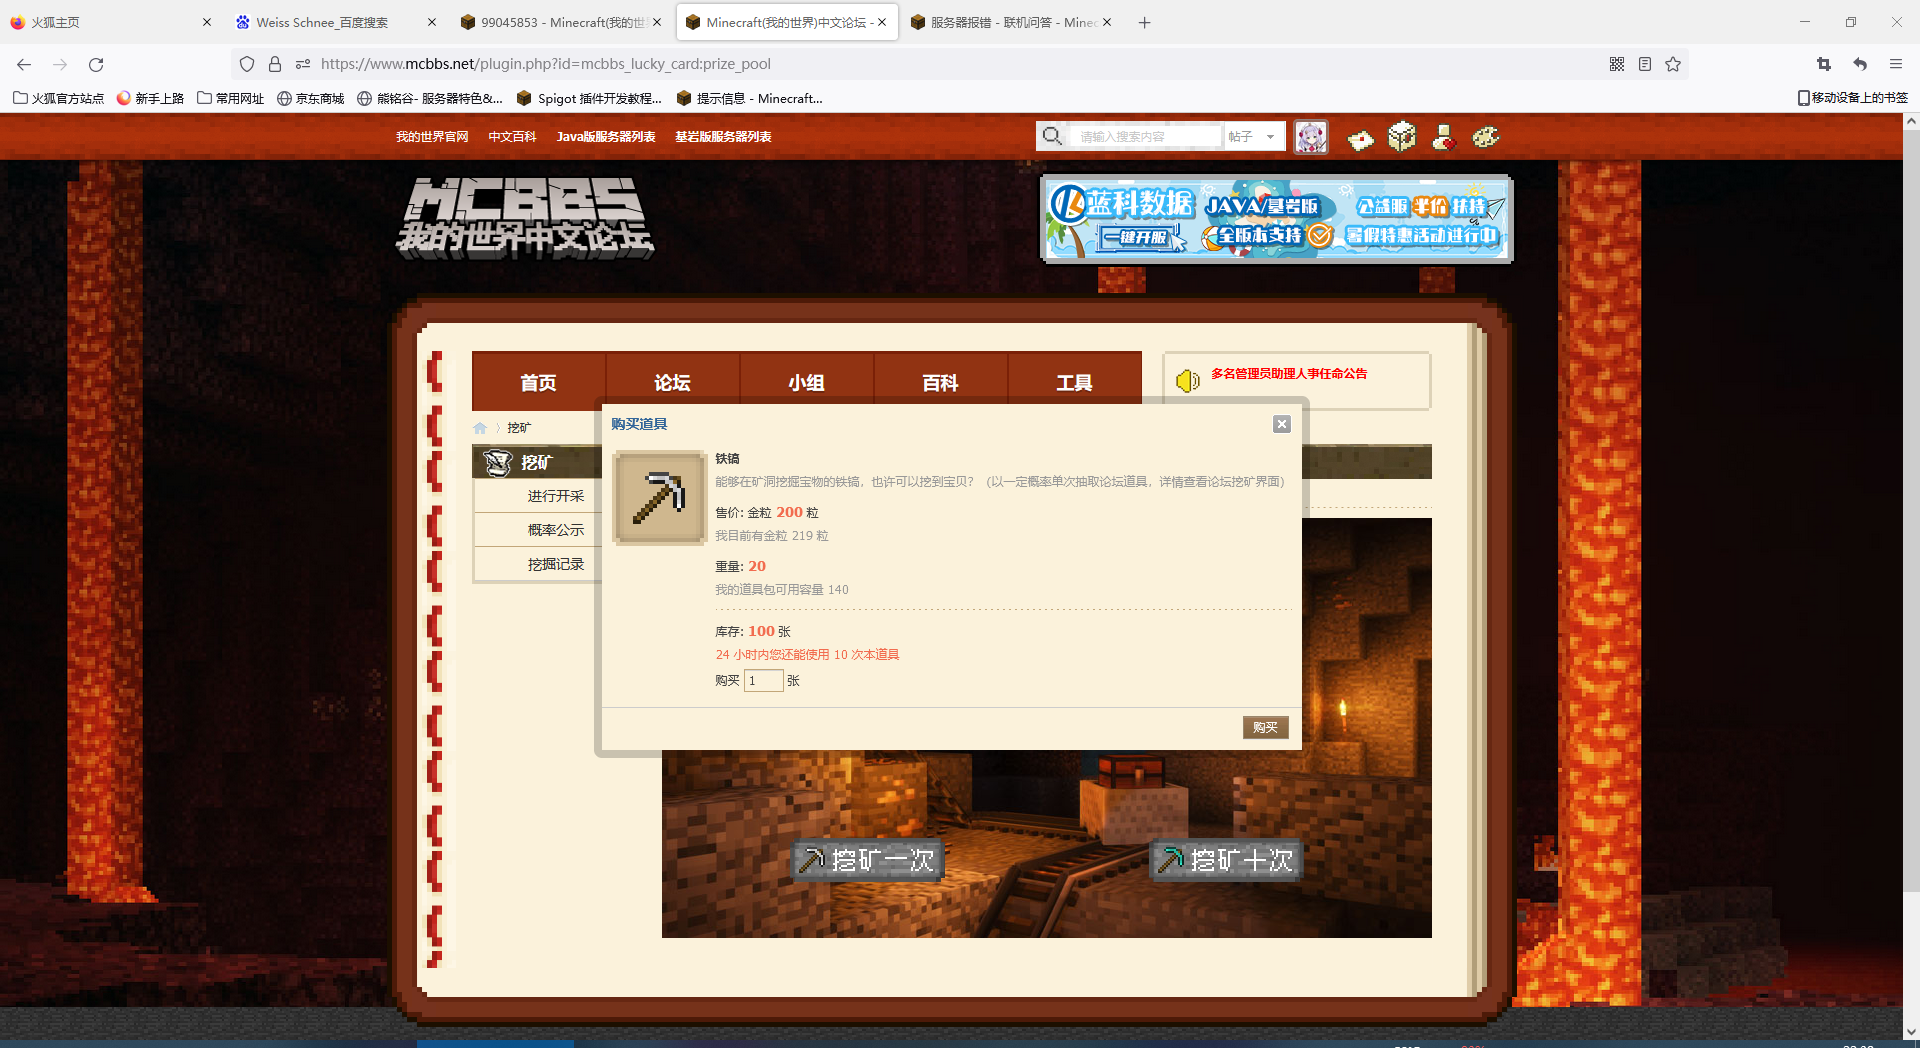 火狐主页
Weiss Schnee_百度搜索
99045853 - Minecraft(我的世
Minecraft(我的世界)中文论坛 -
服务器报错 - 联机问答 - Minec
https://www.mcbbs.net/plugin.php?id=mcbbs_lucky_card:prize_pool
火狐官方站点
新手上路
常用网址
京东商城
熊铭谷- 服务器特色&...
Spigot 插件开发教程...
提示信息 - Minecraft...
移动设备上的书签
我的世界官网
中文百科
Java版服务器列表
基岩版服务器列表
请输入搜索内容
帖子
MCBBS
我的世界中文论坛
蓝科数据
一键开服
JAVA/基岩版
全版本支持
公益服 半价 扶持
暑假特惠活动进行中
首页
论坛
小组
百科
工具
多名管理员助理人事任命公告
挖矿
挖矿
进行开采
概率公示
挖掘记录
购买道具
铁镐
能够在矿洞挖掘宝物的铁镐，也许可以挖到宝贝？（以一定概率单次抽取论坛道具，详情查看论坛挖矿界面）
售价: 金粒 200 粒
我目前有金粒 219 粒
重量: 20
我的道具包可用容量 140
库存: 100 张
24 小时内您还能使用 10 次本道具
购买 1 张
购买
挖矿一次
挖矿十次